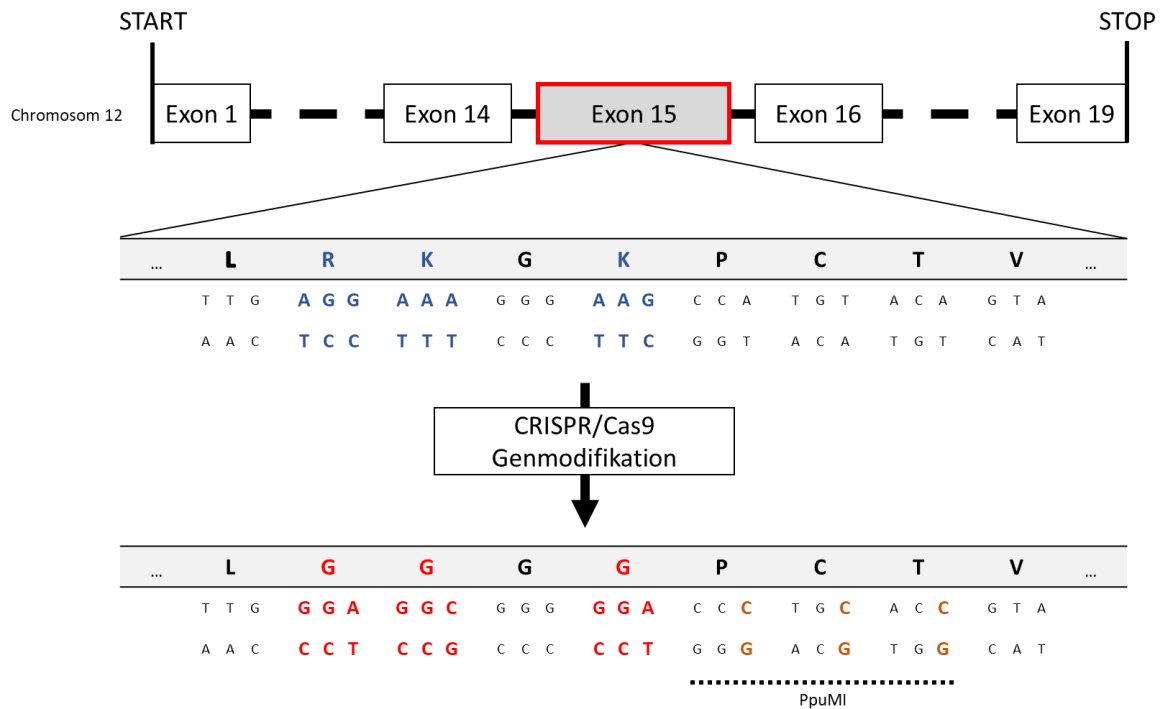 START STOP
Chromosom 12 Exon 1 Exon 14 Exon 15 Exon 16 Exon 19
... L R K G K P C T V ...
T T G A G G A A A G G G A A G C C A T G T A C A G T A
A A C T C C T T T C C C T T C G G T A C A T G T C A T
CRISPR/Cas9
Genmodifikation
... L G G G G P C T V ...
T T G G G A G G C G G G G G A C C C T G C A C C G T A
A A C C C T C C G C C C C C T G G G A C G T G G C A T
PpuMI